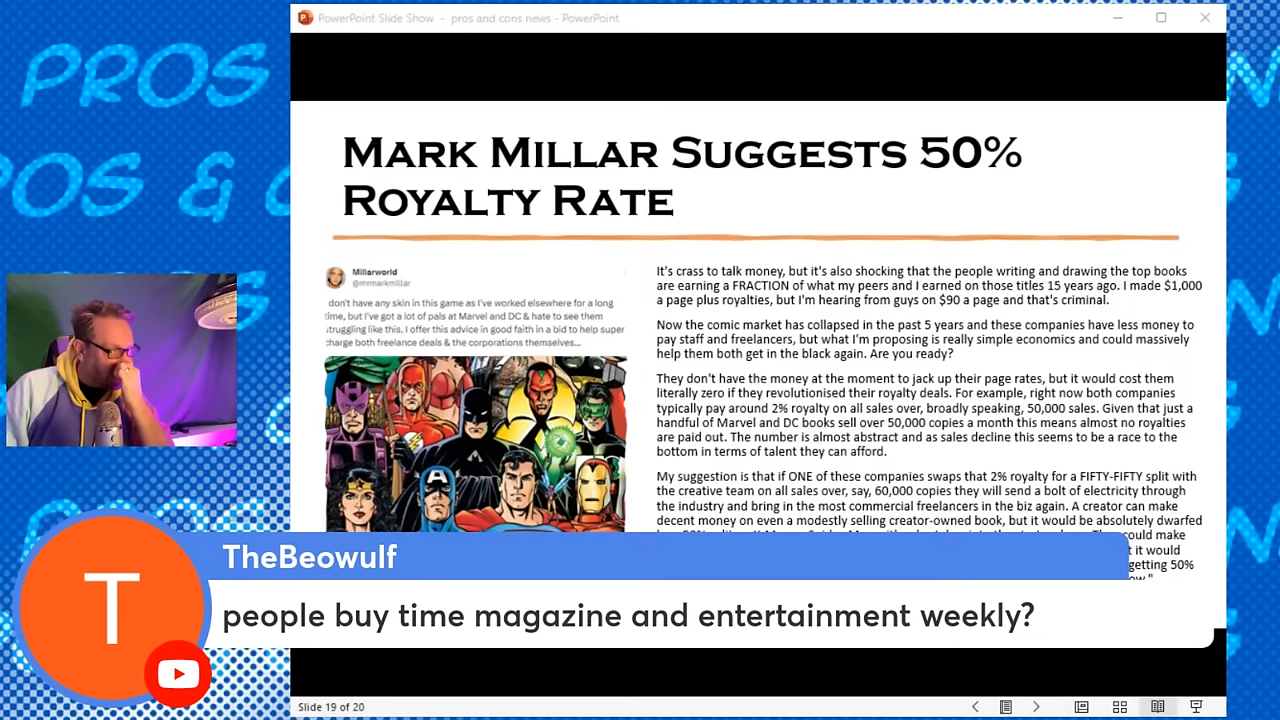 PowerPoint Slide Show - pros and cons news - PowerPoint
PROS
POS & C
MARK MILLAR SUGGESTS 50%
ROYALTY RATE
Millarworld
@mrmarkmillar
don't have any skin in this game as I've worked elsewhere for a long
time, but I've got a lot of pals at Marvel and DC & hate to see them
struggling like this. I offer this advice in good faith in a bid to help super
charge both freelance deals & the corporations themselves...
It's crass to talk money, but it's also shocking that the people writing and drawing the top books
are earning a FRACTION of what my peers and I earned on those titles 15 years ago. I made $1,000
a page plus royalties, but I'm hearing from guys on $90 a page and that's criminal.
Now the comic market has collapsed in the past 5 years and these companies have less money to
pay staff and freelancers, but what I'm proposing is really simple economics and could massively
help them both get in the black again. Are you ready?
They don't have the money at the moment to jack up their page rates, but it would cost them
literally zero if they revolutionised their royalty deals. For example, right now both companies
typically pay around 2% royalty on all sales over, broadly speaking, 50,000 sales. Given that just a
handful of Marvel and DC books sell over 50,000 copies a month this means almost no royalties
are paid out. The number is almost abstract and as sales decline this seems to be a race to the
bottom in terms of talent they can afford.
My suggestion is that if ONE of these companies swaps that 2% royalty for a FIFTY-FIFTY split with
the creative team on all sales over, say, 60,000 copies they will send a bolt of electricity through
the industry and bring in the most commercial freelancers in the biz again. A creator can make
decent money on even a modestly selling creator-owned book, but it would be absolutely dwarfed
could make
t it would
getting 50%
TheBeowulf
people buy time magazine and entertainment weekly?
T
Slide 19 of 20